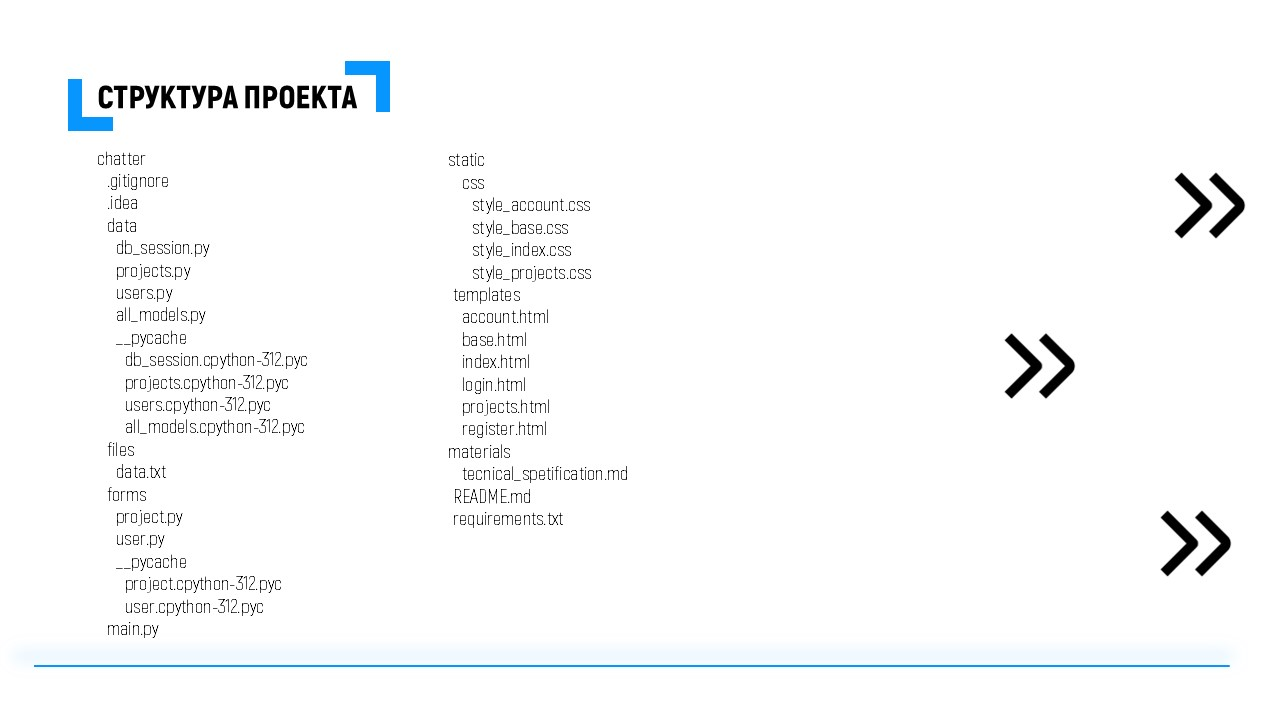 СТРУКТУРА ПРОЕКТА
chatter
.gitignore
.idea
data
db_session.py
projects.py
users.py
all_models.py
__pycache
db_session.cpython-312.pyc
projects.cpython-312.pyc
users.cpython-312.pyc
all_models.cpython-312.pyc
files
data.txt
forms
project.py
user.py
__pycache
project.cpython-312.pyc
user.cpython-312.pyc
main.py
static
css
style_account.css
style_base.css
style_index.css
style_projects.css
templates
account.html
base.html
index.html
login.html
projects.html
register.html
materials
tecnical_spetification.md
README.md
requirements.txt